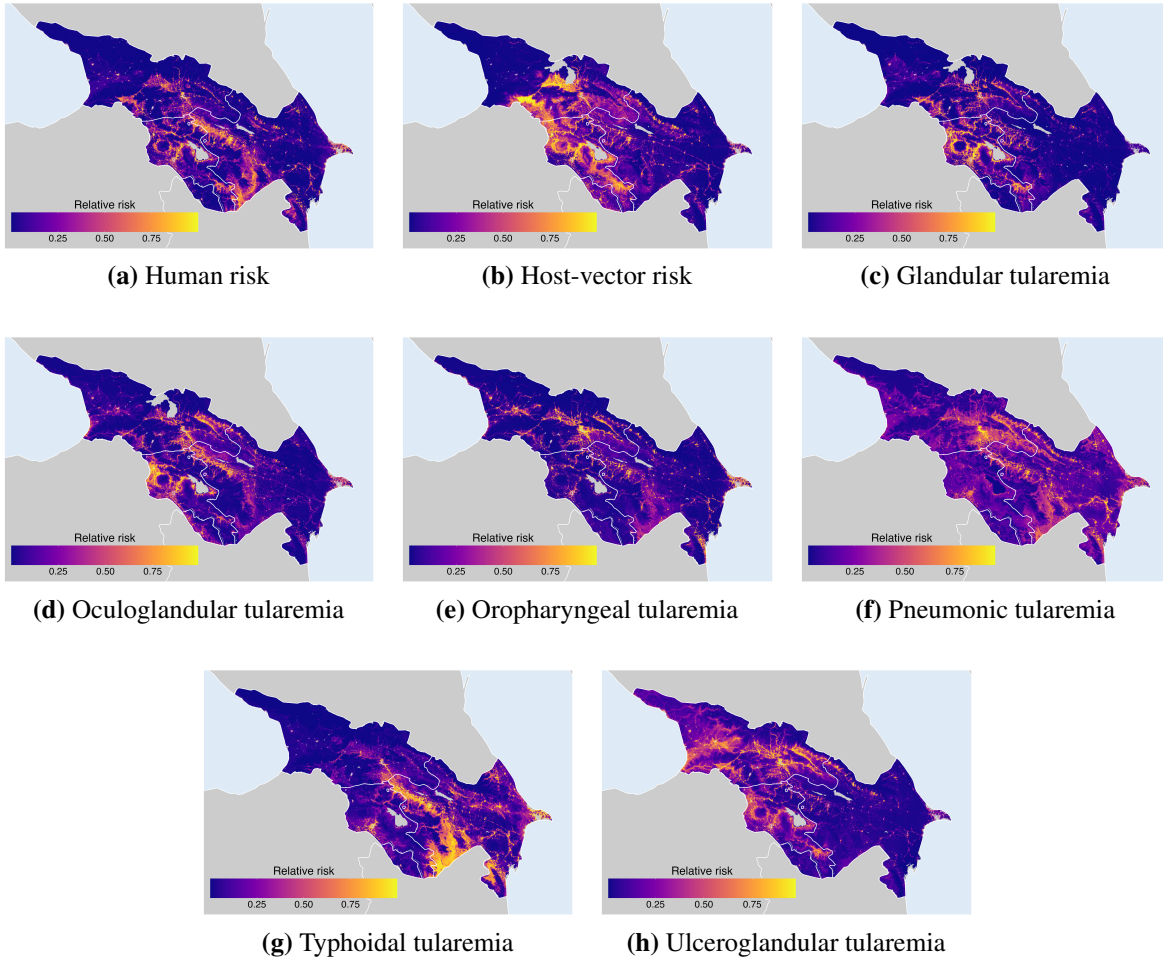 Relative risk
0.25 0.50 0.75
Relative risk
0.25 0.50 0.75
Relative risk
0.25 0.50 0.75
(a) Human risk
(b) Host-vector risk
(c) Glandular tularemia
Relative risk
0.25 0.50 0.75
Relative risk
0.25 0.50 0.75
Relative risk
0.25 0.50 0.75
(d) Oculoglandular tularemia
(e) Oropharyngeal tularemia
(f) Pneumonic tularemia
Relative risk
0.25 0.50 0.75
Relative risk
0.25 0.50 0.75
(g) Typhoidal tularemia
(h) Ulceroglandular tularemia